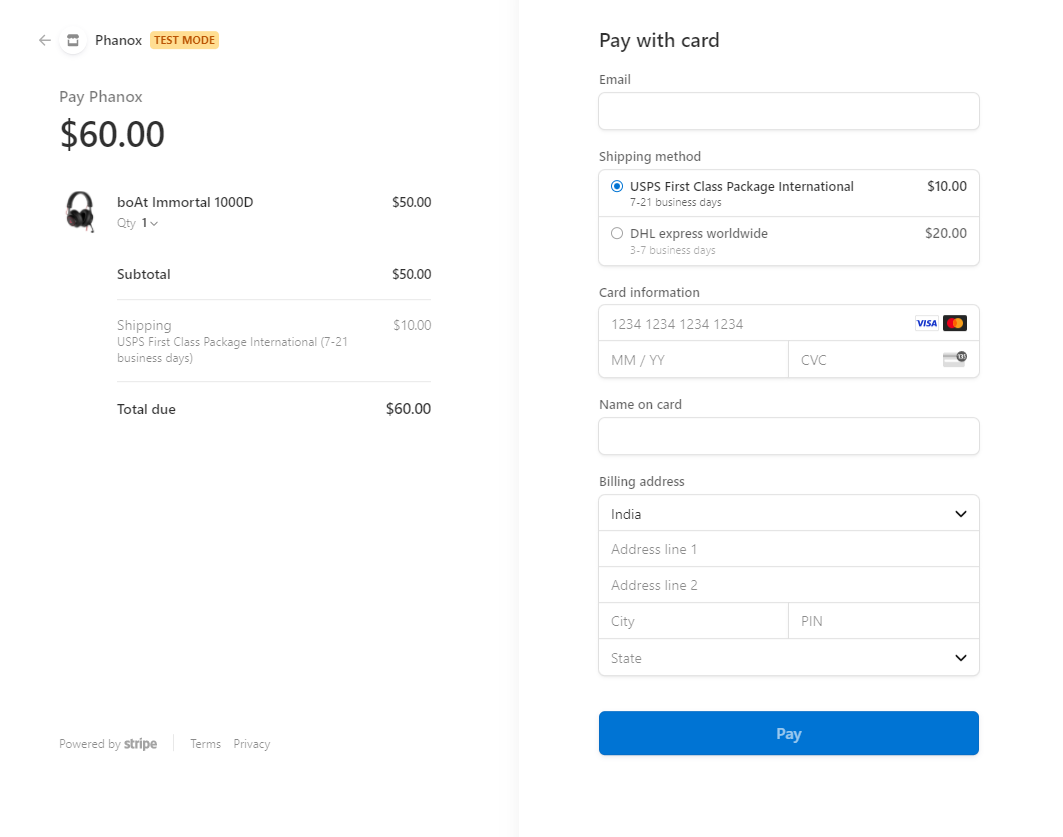 Phanox TEST MODE
Pay Phanox
$60.00
boAt Immortal 1000D $50.00
Qty 1
Subtotal $50.00
Shipping $10.00
USPS First Class Package International (7-21
business days)
Total due $60.00
Powered by stripe Terms Privacy
Pay with card
Email
Shipping method
USPS First Class Package International $10.00
7-21 business days
DHL express worldwide $20.00
3-7 business days
Card information
1234 1234 1234 1234 VISA
MM / YY CVC 135
Name on card
Billing address
India
Address line 1
Address line 2
City PIN
State
Pay